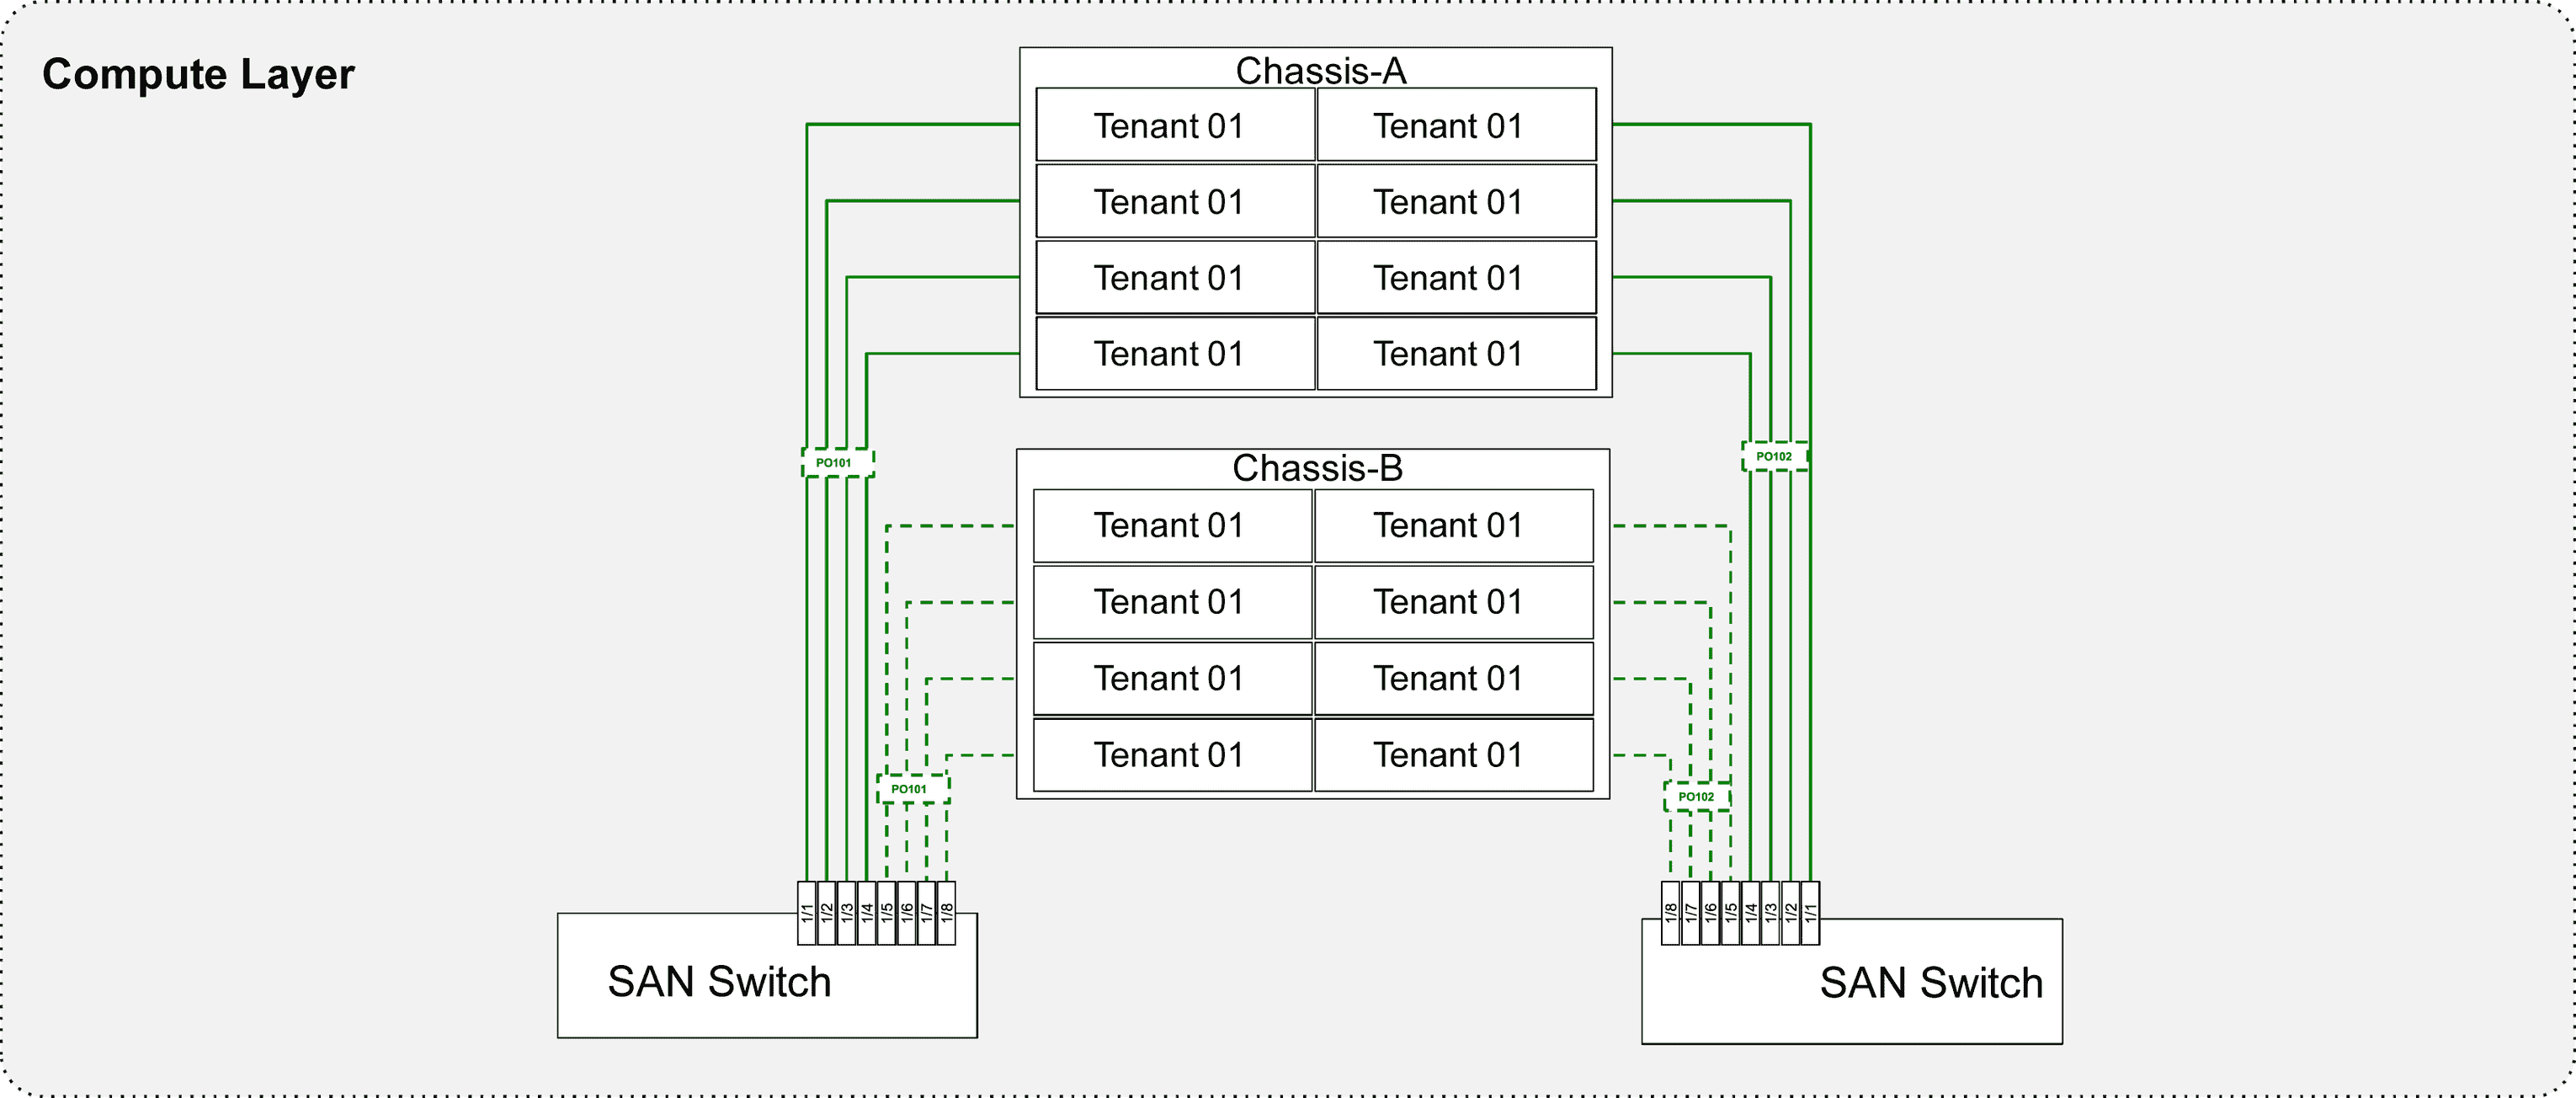 Compute Layer
Chassis-A
Tenant 01 Tenant 01
Tenant 01 Tenant 01
Tenant 01 Tenant 01
Tenant 01 Tenant 01
PO101
PO102
Chassis-B
Tenant 01 Tenant 01
Tenant 01 Tenant 01
Tenant 01 Tenant 01
Tenant 01 Tenant 01
PO101
PO102
1/1 1/2 1/3 1/4 1/5 1/6 1/7 1/8
1/8 1/7 1/6 1/5 1/4 1/3 1/2 1/1
SAN Switch
SAN Switch